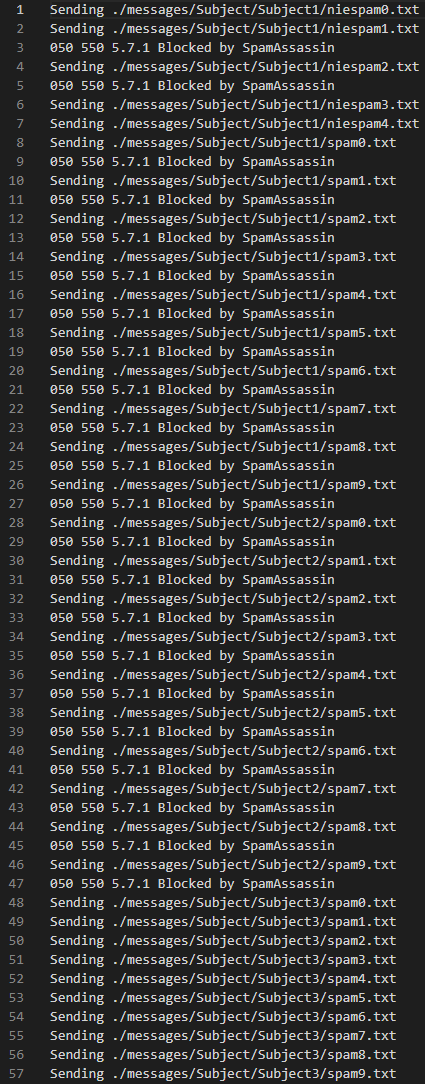 1 Sending ./messages/Subject/Subject1/niespam0.txt
2 Sending ./messages/Subject/Subject1/niespam1.txt
3 050 550 5.7.1 Blocked by SpamAssassin
4 Sending ./messages/Subject/Subject1/niespam2.txt
5 050 550 5.7.1 Blocked by SpamAssassin
6 Sending ./messages/Subject/Subject1/niespam3.txt
7 Sending ./messages/Subject/Subject1/niespam4.txt
8 Sending ./messages/Subject/Subject1/spam0.txt
9 050 550 5.7.1 Blocked by SpamAssassin
10 Sending ./messages/Subject/Subject1/spam1.txt
11 050 550 5.7.1 Blocked by SpamAssassin
12 Sending ./messages/Subject/Subject1/spam2.txt
13 050 550 5.7.1 Blocked by SpamAssassin
14 Sending ./messages/Subject/Subject1/spam3.txt
15 050 550 5.7.1 Blocked by SpamAssassin
16 Sending ./messages/Subject/Subject1/spam4.txt
17 050 550 5.7.1 Blocked by SpamAssassin
18 Sending ./messages/Subject/Subject1/spam5.txt
19 050 550 5.7.1 Blocked by SpamAssassin
20 Sending ./messages/Subject/Subject1/spam6.txt
21 050 550 5.7.1 Blocked by SpamAssassin
22 Sending ./messages/Subject/Subject1/spam7.txt
23 050 550 5.7.1 Blocked by SpamAssassin
24 Sending ./messages/Subject/Subject1/spam8.txt
25 050 550 5.7.1 Blocked by SpamAssassin
26 Sending ./messages/Subject/Subject1/spam9.txt
27 050 550 5.7.1 Blocked by SpamAssassin
28 Sending ./messages/Subject/Subject2/spam0.txt
29 050 550 5.7.1 Blocked by SpamAssassin
30 Sending ./messages/Subject/Subject2/spam1.txt
31 050 550 5.7.1 Blocked by SpamAssassin
32 Sending ./messages/Subject/Subject2/spam2.txt
33 050 550 5.7.1 Blocked by SpamAssassin
34 Sending ./messages/Subject/Subject2/spam3.txt
35 050 550 5.7.1 Blocked by SpamAssassin
36 Sending ./messages/Subject/Subject2/spam4.txt
37 050 550 5.7.1 Blocked by SpamAssassin
38 Sending ./messages/Subject/Subject2/spam5.txt
39 050 550 5.7.1 Blocked by SpamAssassin
40 Sending ./messages/Subject/Subject2/spam6.txt
41 050 550 5.7.1 Blocked by SpamAssassin
42 Sending ./messages/Subject/Subject2/spam7.txt
43 050 550 5.7.1 Blocked by SpamAssassin
44 Sending ./messages/Subject/Subject2/spam8.txt
45 050 550 5.7.1 Blocked by SpamAssassin
46 Sending ./messages/Subject/Subject2/spam9.txt
47 050 550 5.7.1 Blocked by SpamAssassin
48 Sending ./messages/Subject/Subject3/spam0.txt
49 Sending ./messages/Subject/Subject3/spam1.txt
50 Sending ./messages/Subject/Subject3/spam2.txt
51 Sending ./messages/Subject/Subject3/spam3.txt
52 Sending ./messages/Subject/Subject3/spam4.txt
53 Sending ./messages/Subject/Subject3/spam5.txt
54 Sending ./messages/Subject/Subject3/spam6.txt
55 Sending ./messages/Subject/Subject3/spam7.txt
56 Sending ./messages/Subject/Subject3/spam8.txt
57 Sending ./messages/Subject/Subject3/spam9.txt